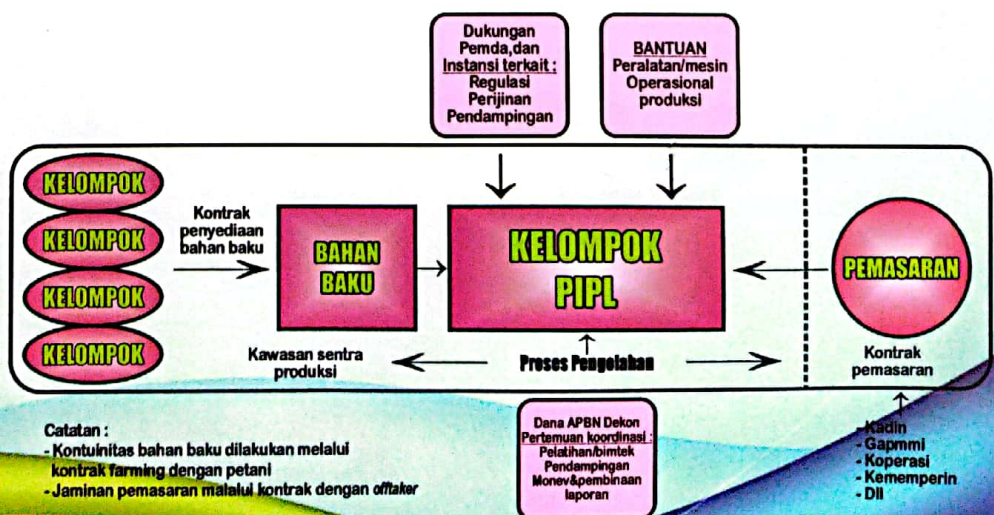 Dukungan
Pemda,dan
Instansi terkait :
Regulasi
Perijinan
Pendampingan
BANTUAN
Peralatan/mesin
Operasional
produksi
KELOMPOK
KELOMPOK
KELOMPOK
KELOMPOK
Kontrak
penyediaan
bahan baku
BAHAN
BAKU
KELOMPOK
PIPL
PEMASARAN
Kawasan sentra
produksi
Proses Pengolahan
Kontrak
pemasaran
Catatan :
- Kontuinitas bahan baku dilakukan melalui
kontrak farming dengan petani
- Jaminan pemasaran malalui kontrak dengan offtaker
Dana APBN Dekon
Pertemuan koordinasi :
Pelatihan/bimtek
Pendampingan
Monev&pembinaan
laporan
- Kadin
- Gapmmi
- Koperasi
- Kememperin
- Dll